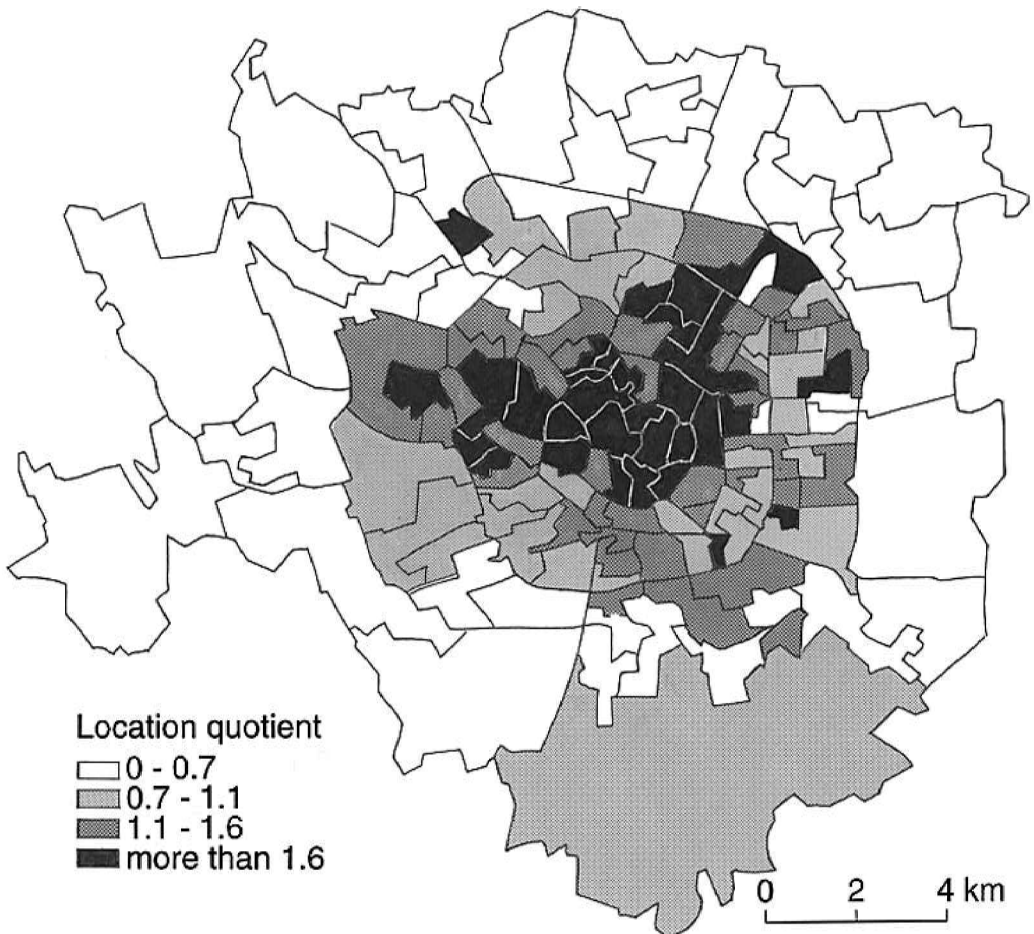 Location quotient
0 - 0.7
0.7 - 1.1
1.1 - 1.6
more than 1.6
0 2 4 km